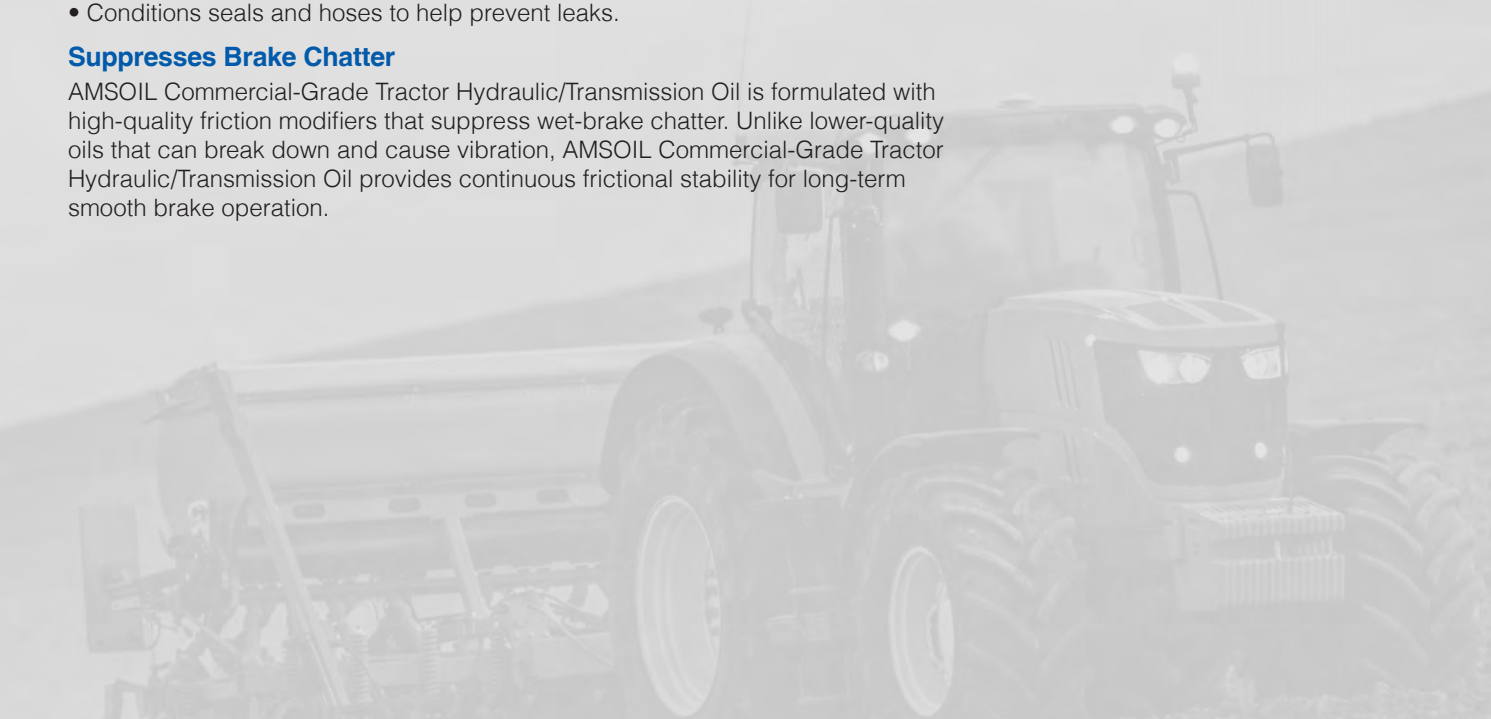 • Conditions seals and hoses to help prevent leaks.
Suppresses Brake Chatter
AMSOIL Commercial-Grade Tractor Hydraulic/Transmission Oil is formulated with
high-quality friction modifiers that suppress wet-brake chatter. Unlike lower-quality
oils that can break down and cause vibration, AMSOIL Commercial-Grade Tractor
Hydraulic/Transmission Oil provides continuous frictional stability for long-term
smooth brake operation.